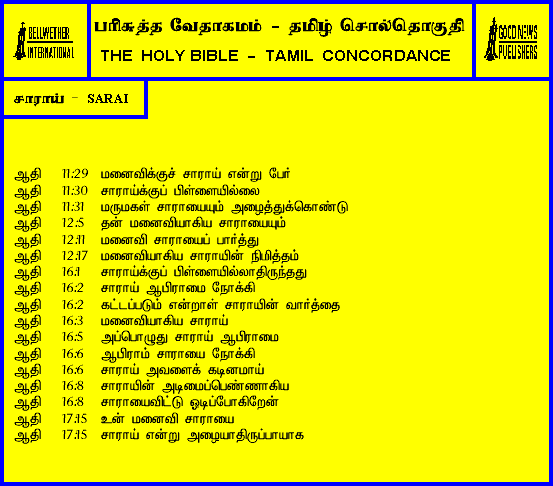 BELLWETHER
INTERNATIONAL
பரிசுத்த வேதாகமம் - தமிழ் சொல்தொகுதி
THE HOLY BIBLE - TAMIL CONCORDANCE
GOOD NEWS
PUBLISHERS
சாராய் - SARAI
ஆதி 11:29 மனைவிக்குச் சாராய் என்று பேர்
ஆதி 11:30 சாராய்க்குப் பிள்ளையில்லை
ஆதி 11:31 மருமகள் சாராயையும் அழைத்துக்கொண்டு
ஆதி 12:5 தன் மனைவியாகிய சாராயையும்
ஆதி 12:11 மனைவி சாராயைப் பார்த்து
ஆதி 12:17 மனைவியாகிய சாராயின் நிமித்தம்
ஆதி 16:1 சாராய்க்குப் பிள்ளையில்லாதிருந்தது
ஆதி 16:2 சாராய் ஆபிராமை நோக்கி
ஆதி 16:2 கட்டப்படும் என்றாள் சாராயின் வார்த்தை
ஆதி 16:3 மனைவியாகிய சாராய்
ஆதி 16:5 அப்பொழுது சாராய் ஆபிராமை
ஆதி 16:6 ஆபிராம் சாராயை நோக்கி
ஆதி 16:6 சாராய் அவளைக் கடினமாய்
ஆதி 16:8 சாராயின் அடிமைப்பெண்ணாகிய
ஆதி 16:8 சாராயைவிட்டு ஓடிப்போகிறேன்
ஆதி 17:15 உன் மனைவி சாராயை
ஆதி 17:15 சாராய் என்று அழையாதிருப்பாயாக